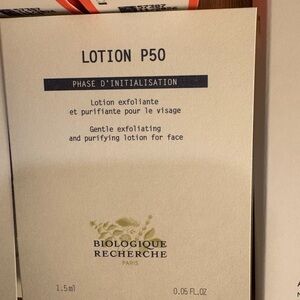 LOTION P50
PHASE D'INITIALISATION
Lotion exfoliante
et purifiante pour le visage
Gentle exfoliating
and purifying lotion for face
BIOLOGIQUE
RECHERCHE
PARIS
1.5ml 0.05 FL.OZ